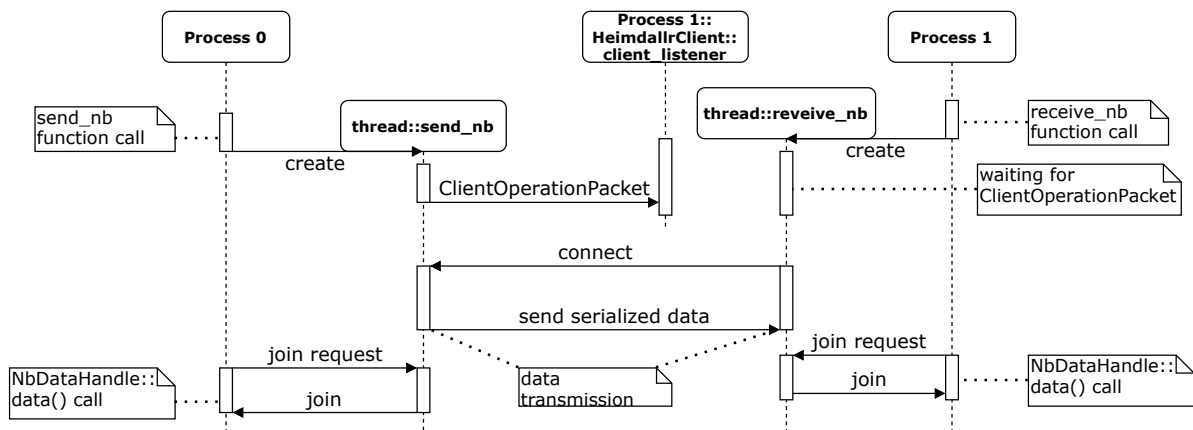 Process 0
Process 1::
HeimdallrClient::
client_listener
Process 1
send_nb
function call
thread::send_nb
thread::reveive_nb
receive_nb
function call
create
create
ClientOperationPacket
waiting for
ClientOperationPacket
connect
send serialized data
join request
join request
NbDataHandle::
data() call
data
transmission
NbDataHandle::
data() call
join
join